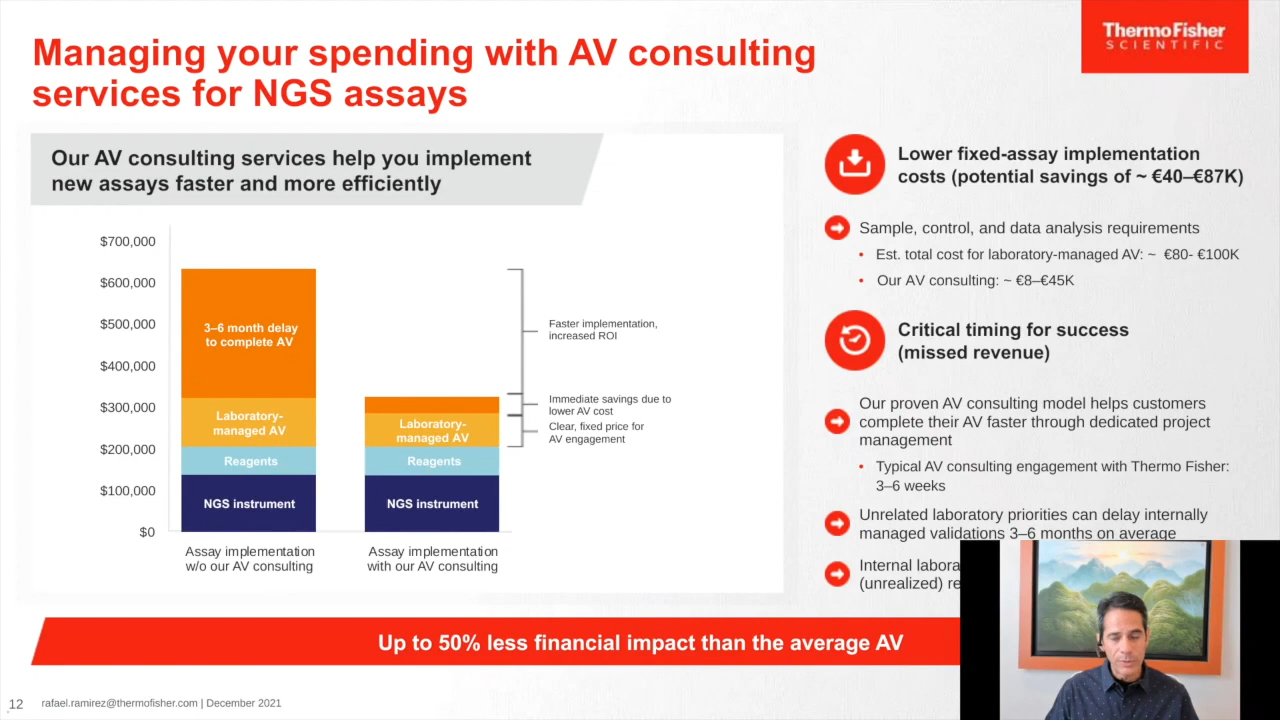 Managing your spending with AV consulting
services for NGS assays
ThermoFisher
SCIENTIFIC
Our AV consulting services help you implement
new assays faster and more efficiently
$700,000
$600,000
$500,000
$400,000
$300,000
$200,000
$100,000
$0
3–6 month delay
to complete AV
Laboratory-
managed AV
Reagents
NGS instrument
Laboratory-
managed AV
Reagents
NGS instrument
Faster implementation,
increased ROI
Immediate savings due to
lower AV cost
Clear, fixed price for
AV engagement
Assay implementation
w/o our AV consulting
Assay implementation
with our AV consulting
Lower fixed-assay implementation
costs (potential savings of ~ €40–€87K)
Sample, control, and data analysis requirements
• Est. total cost for laboratory-managed AV: ~ €80- €100K
• Our AV consulting: ~ €8–€45K
Critical timing for success
(missed revenue)
Our proven AV consulting model helps customers
complete their AV faster through dedicated project
management
• Typical AV consulting engagement with Thermo Fisher:
3–6 weeks
Unrelated laboratory priorities can delay internally
managed validations 3–6 months on average
Internal
(unrealized)
Up to 50% less financial impact than the average AV
12
rafael.ramirez@thermofisher.com | December 2021